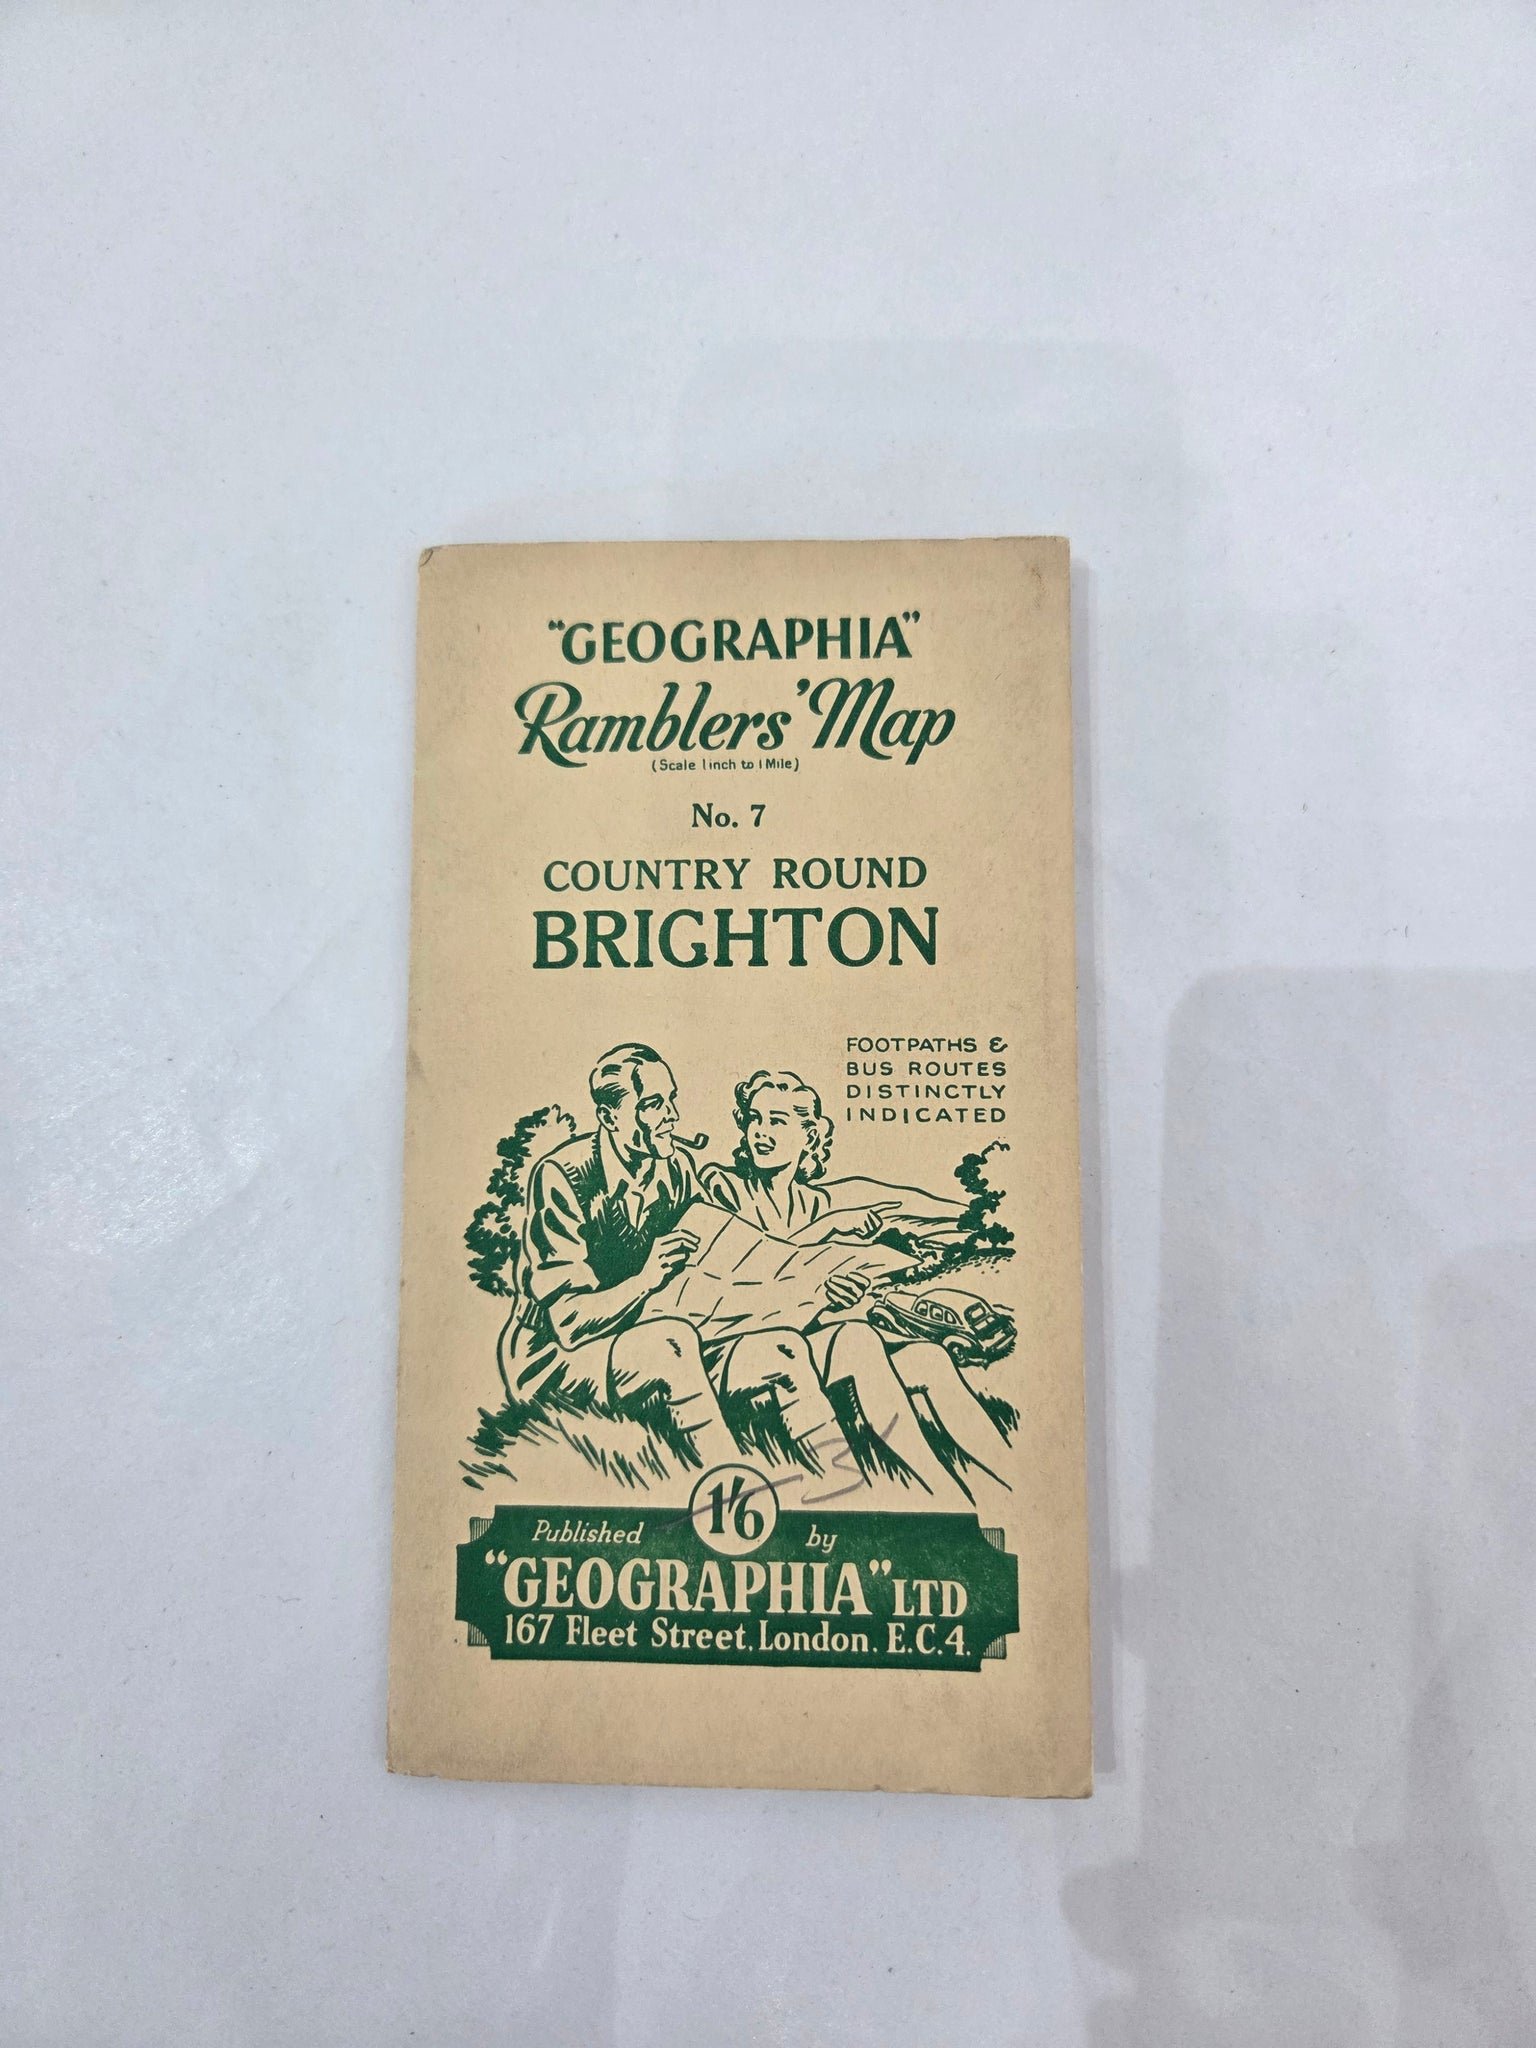 "GEOGRAPHIA"
Ramblers' Map
(Scale 1 inch to 1 Mile)
No. 7
COUNTRY ROUND
BRIGHTON
FOOTPATHS &
BUS ROUTES
DISTINCTLY
INDICATED
3/
1/6
Published by
"GEOGRAPHIA" LTD
167 Fleet Street, London. E.C.4.